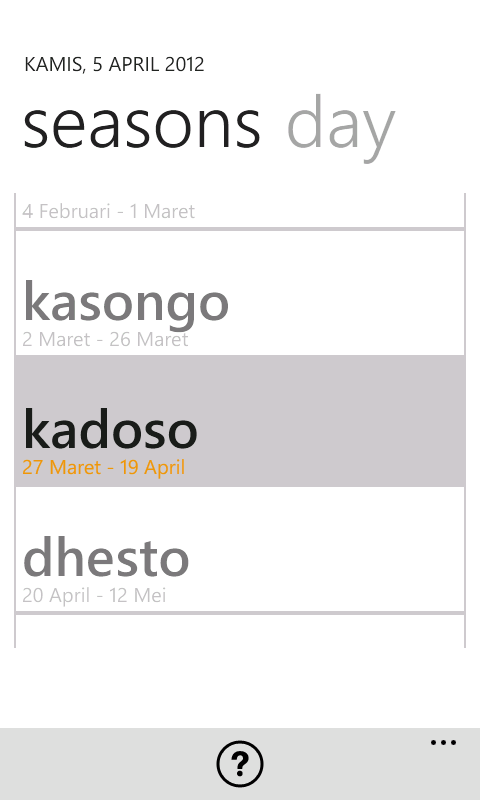 KAMIS, 5 APRIL 2012
seasons day
4 Februari - 1 Maret
kasongo
2 Maret - 26 Maret
kadoso
27 Maret - 19 April
dhesto
20 April - 12 Mei
?